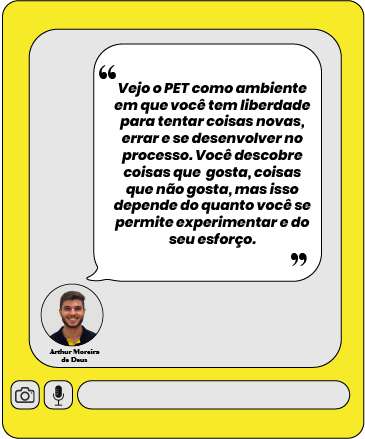 “
Vejo o PET como ambiente
em que você tem liberdade
para tentar coisas novas,
errar e se desenvolver no
processo. Você descobre
coisas que gosta, coisas
que não gosta, mas isso
depende do quanto você se
permite experimentar e do
seu esforço.
”
Arthur Moreira
de Deus